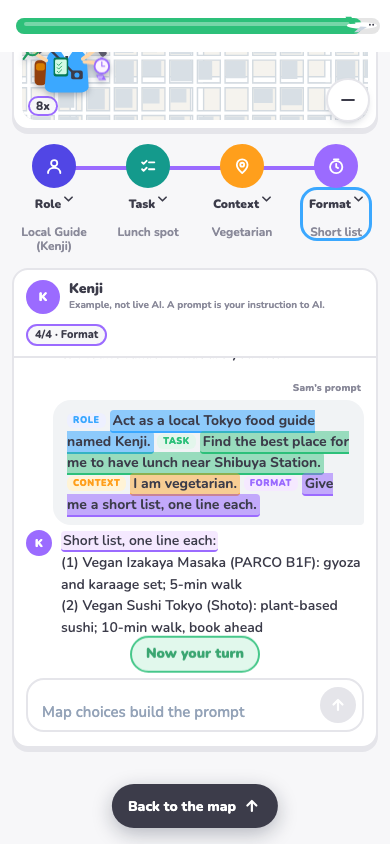 8x
Role
Task
Context
Format
Local Guide
(Kenji)
Lunch spot
Vegetarian
Short list
K
Kenji
Example, not live AI. A prompt is your instruction to AI.
4/4 · Format
Sam's prompt
ROLE Act as a local Tokyo food guide
named Kenji. TASK Find the best place for
me to have lunch near Shibuya Station.
CONTEXT I am vegetarian. FORMAT Give
me a short list, one line each.
K
Short list, one line each:
(1) Vegan Izakaya Masaka (PARCO B1F): gyoza
and karaage set; 5-min walk
(2) Vegan Sushi Tokyo (Shoto): plant-based
sushi; 10-min walk, book ahead
Now your turn
Map choices build the prompt
Back to the map